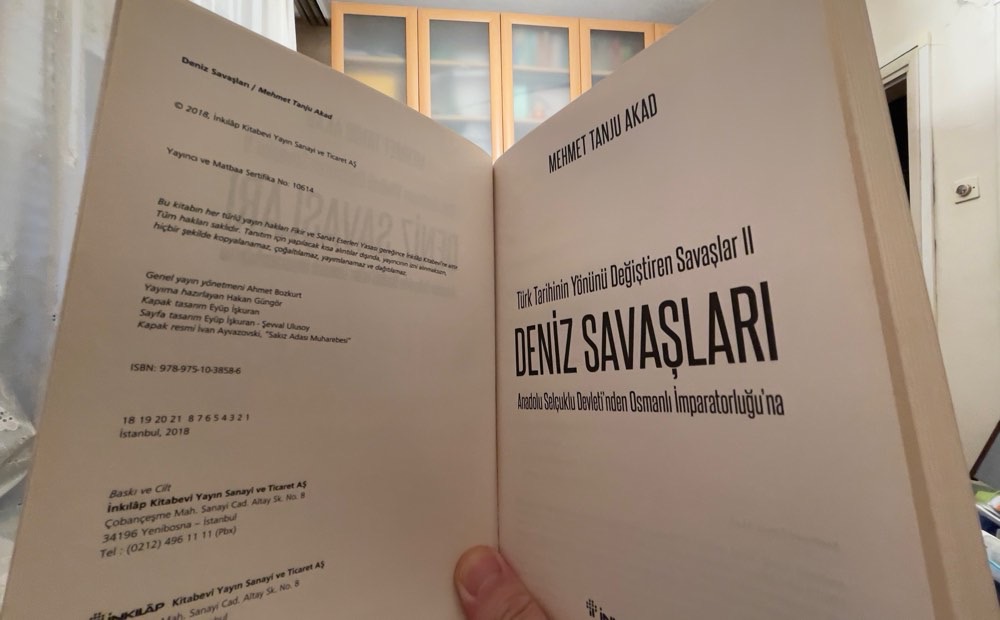 Deniz Savaşları / Mehmet Tanju Akad
© 2018, İnkılâp Kitabevi Yayın Sanayi ve Ticaret AŞ
Yayıncı ve Matbaa Sertifika No: 10614
Bu kitabın her türlü yayın hakları Fikir ve Sanat Eserleri Yasası gereğince İnkılâp Kitabevi'ne aittir.
Tüm hakları saklıdır. Tanıtım için yapılacak kısa alıntılar dışında, yayıncının izni alınmaksızın,
hiçbir şekilde kopyalanamaz, çoğaltılamaz, yayımlanamaz ve dağıtılamaz.
Genel yayın yönetmeni Ahmet Bozkurt
Yayıma hazırlayan Hakan Güngör
Kapak tasarım Eyüp İşkuran
Sayfa tasarım Eyüp İşkuran - Şevval Ulusoy
Kapak resmi İvan Ayvazovski, "Sakız Adası Muharebesi"
ISBN: 978-975-10-3858-6
18 19 20 21 8 7 6 5 4 3 2 1
İstanbul, 2018
Baskı ve Cilt
İnkılâp Kitabevi Yayın Sanayi ve Ticaret AŞ
Çobançeşme Mah. Sanayi Cad. Altay Sk. No. 8
34196 Yenibosna – İstanbul
Tel : (0212) 496 11 11 (Pbx)
İNKILÂP Kitabevi Yayın Sanayi ve Ticaret AŞ
Mah. Sanayi Cad. Altay Sk. No. 8
MEHMET TANJU AKAD
Türk Tarihinin Yönünü Değiştiren Savaşlar II
DENİZ SAVAŞLARI
Anadolu Selçuklu Devleti'nden Osmanlı İmparatorluğu'na